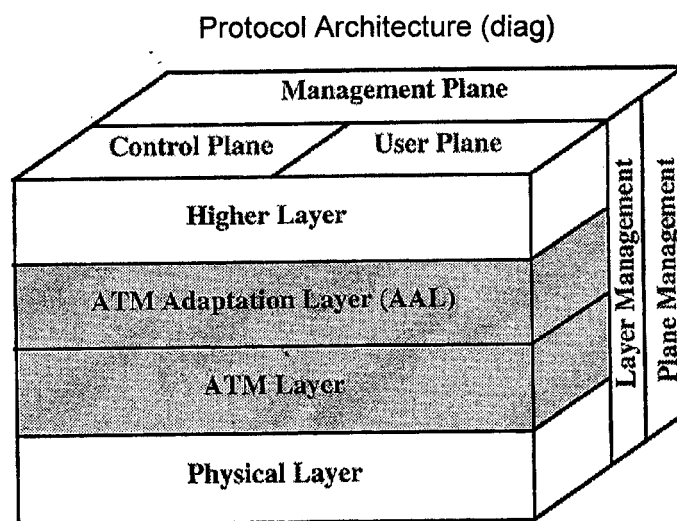 Protocol Architecture (diag)
Management Plane
Control Plane
User Plane
Higher Layer
ATM Adaptation Layer (AAL)
ATM Layer
Physical Layer
Layer Management
Plane Management